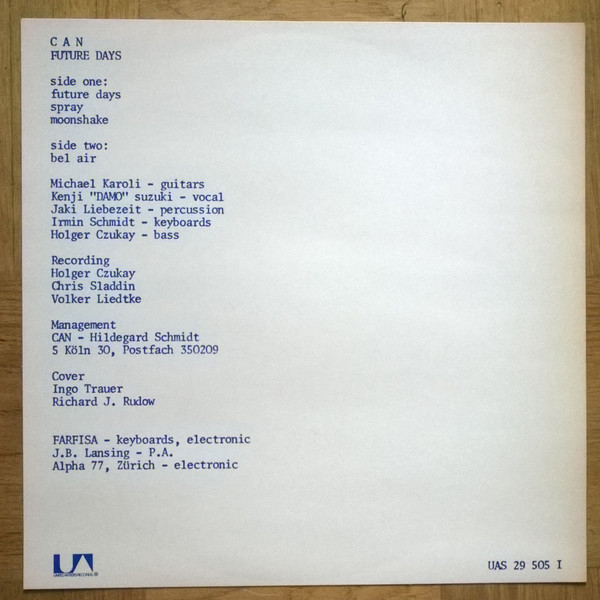 C A N
FUTURE DAYS
side one:
future days
spray
moonshake
side two:
bel air
Michael Karoli - guitars
Kenji "DAMO" suzuki - vocal
Jaki Liebezeit - percussion
Irmin Schmidt - keyboards
Holger Czukay - bass
Recording
Holger Czukay
Chris Sladdin
Volker Liedtke
Management
CAN - Hildegard Schmidt
5 Köln 30, Postfach 350209
Cover
Ingo Trauer
Richard J. Rudow
FARFISA - keyboards, electronic
J.B. Lansing - P.A.
Alpha 77, Zürich - electronic
UA
UNITED ARTISTS RECORDS ®
UAS 29 505 I